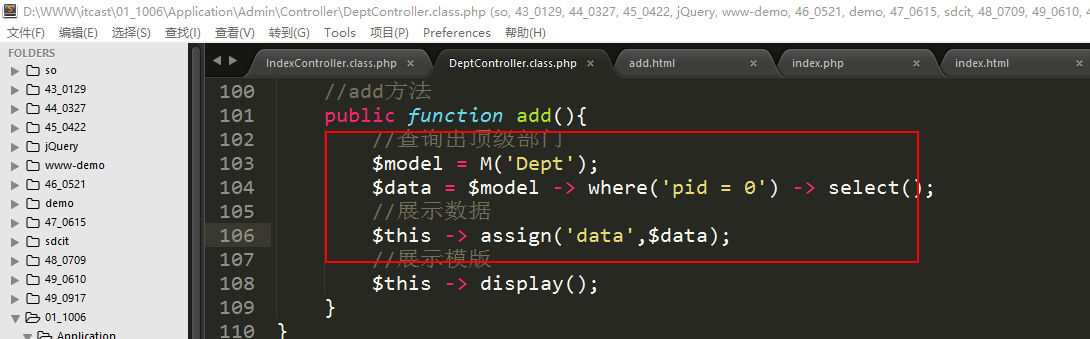 D:\WWW\itcast\01_1006\Application\Admin\Controller\DeptController.class.php (so, 43_0129, 44_0327, 45_0422, jQuery, www-demo, 46_0521, demo, 47_0615, sdcit, 48_0709, 49_0610,
文件(F) 编辑(E) 选择(S) 查找(I) 查看(V) 转到(G) Tools 项目(P) Preferences 帮助(H)
FOLDERS
so
43_0129
44_0327
45_0422
jQuery
www-demo
46_0521
demo
47_0615
sdcit
48_0709
49_0610
49_0917
01_1006
Application
IndexController.class.php × DeptController.class.php × add.html × index.php × index.html ×
100 //add方法
101 public function add(){
102 //查询出顶级部门
103 $model = M('Dept');
104 $data = $model -> where('pid = 0') -> select();
105 //展示数据
106 $this -> assign('data',$data);
107 //展示模版
108 $this -> display();
109 }
110 }